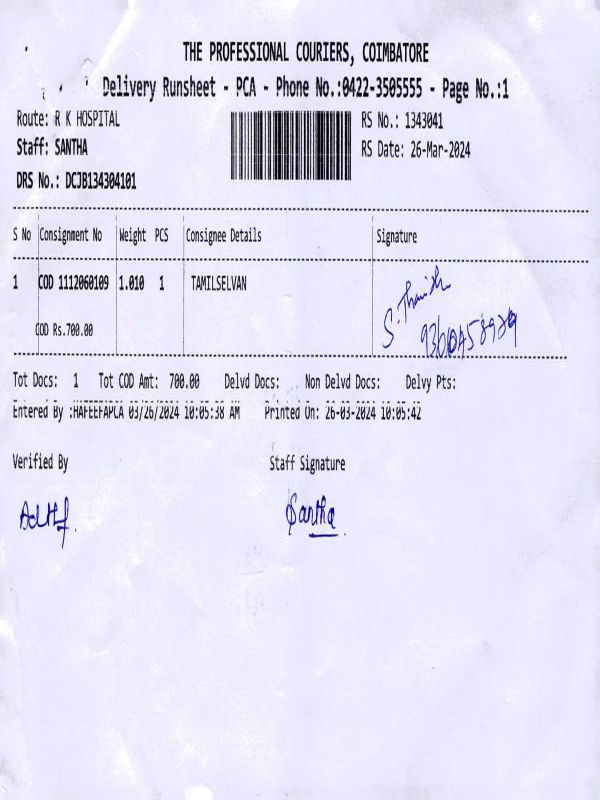 THE PROFESSIONAL COURIERS, COIMBATORE
Delivery Runsheet - PCA - Phone No.:0422-3505555 - Page No.:1
Route: R K HOSPITAL
RS No.: 1343041
Staff: SANTHA
RS Date: 26-Mar-2024
DRS No.: DCJB134304101
S No Consignment No Weight PCS Consignee Details Signature
1 COD 1112060109 1.010 1 TAMILSELVAN
COD Rs.700.00
S.
Tot Docs: 1 Tot COD Amt: 700.00 Delvd Docs: Non Delvd Docs: Delvy Pts:
Entered By :HAFEEFAPCA 03/26/2024 10:05:38 AM Printed On: 26-03-2024 10:05:42
Verified By Staff Signature
Santha